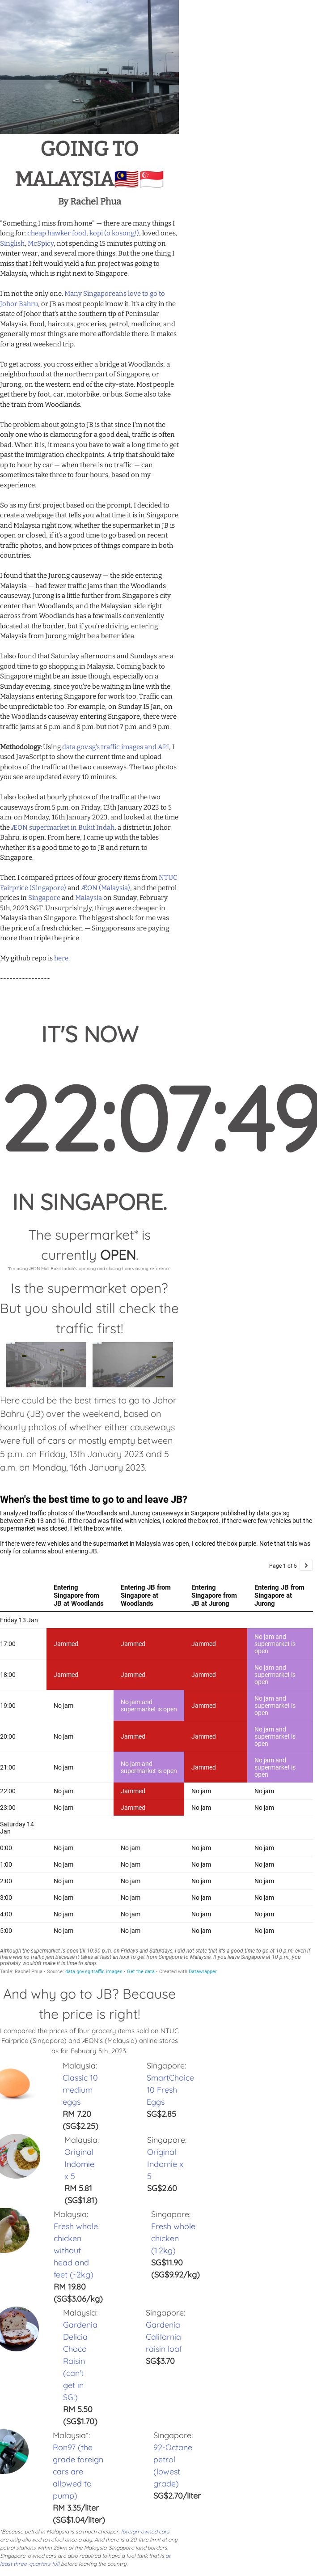 GOING TO
MALAYSIA🇲🇾🇸🇬
By Rachel Phua
"Something I miss from home" — there are many things I
long for: cheap hawker food, kopi (o kosong!), loved ones,
Singlish, McSpicy, not spending 15 minutes putting on
winter wear, and several more things. But the one thing I
miss that I felt would yield a fun project was going to
Malaysia, which is right next to Singapore.
I'm not the only one. Many Singaporeans love to go to
Johor Bahru, or JB as most people know it. It's a city in the
state of Johor that's at the southern tip of Peninsular
Malaysia. Food, haircuts, groceries, petrol, medicine, and
generally most things are more affordable there. It makes
for a great weekend trip.
To get across, you cross either a bridge at Woodlands, a
neighborhood at the northern part of Singapore, or
Jurong, on the western end of the city-state. Most people
get there by foot, car, motorbike, or bus. Some also take
the train from Woodlands.
The problem about going to JB is that since I'm not the
only one who is clamoring for a good deal, traffic is often
bad. When it is, you need to have to wait a long time to get
past the immigration checkpoints. A trip that should take
up to hour by car — when there is no traffic — can
sometimes take three to four hours, based on my
experience.
So as my first project based on the prompt, I decided to
create a webpage that tells you what time it is in Singapore
and Malaysia right now, whether the supermarket in JB is
open or closed, if it's a good time to go based on recent
traffic photos, and how prices of things compare in both
countries.
I found that the Jurong causeway — the side entering
Malaysia — had fewer traffic jams than the Woodlands
causeway. Jurong is a little further from Singapore's city
center than Woodlands, and the Malaysian side right
across from Woodlands has a few malls conveniently
located at the border, but if you're driving, entering
Malaysia from Jurong might be a better idea.
I also found that Saturday afternoons and Sundays are a
good time to go shopping in Malaysia. Coming back to
Singapore might be an issue though, especially on a
Sunday evening, since you'd be waiting in line with the
Malaysians entering Singapore for work too. Traffic can
be unpredictable too. For example, on Sunday, Jan 15, on
the Woodlands causeway entering Singapore, there were
traffic jams at 6 p.m. and 8 p.m. but not 7 p.m. and 9 p.m.
Methodology: Using data.gov.sg's traffic images and API, I
used JavaScript to show the current time and upload
photos of the traffic at the two causeways. The two photos
you see are updated every 10 minutes.
I also looked at hourly photos of the traffic at the two
causeways from 5 p.m. on Friday, 13th January 2023 to 5
a.m. on Monday, 16th January 2023, and looked at the time
the ÆON supermarket in Bukit Indah, a district in Johor
Bahru, is open. From here, I came up with the tables
whether it's a good time to go to JB and return to
Singapore.
Then I compared prices of four grocery items from NTUC
Fairprice (Singapore) and ÆON (Malaysia), and the petrol
prices in Singapore and Malaysia on Sunday, February
5th, 2023 SGT. Unsurprisingly, things were cheaper in
Malaysia than Singapore. The biggest shock for me was
the price of a fresh chicken — Singaporeans are paying
more than triple the price.
My github repo is here.
----------------
IT'S NOW
22:07:49
IN SINGAPORE.
The supermarket* is
currently OPEN.
*I'm using ÆON Mall Bukit Indah's opening and closing hours as my reference.
Is the supermarket open?
But you should still check the
traffic first!
Here could be the best times to go to Johor
Bahru (JB) over the weekend, based on
hourly photos of whether either causeways
were full of cars or mostly empty between
5 p.m. on Friday, 13th January 2023 and 5
a.m. on Monday, 16th January 2023.
When's the best time to go to and leave JB?
I analyzed traffic photos of the Woodlands and Jurong causeways in Singapore published by data.gov.sg
between Feb 13 and 16. If the road was filled with vehicles, I colored the box red. If there were few vehicles but the
supermarket was closed, I left the box white.
If there were few vehicles and the supermarket in Malaysia was open, I colored the box purple. Note that this was
only for columns about entering JB.
Page 1 of 5 >
Entering Singapore from JB at Woodlands
Entering JB from Singapore at Woodlands
Entering Singapore from JB at Jurong
Entering JB from Singapore at Jurong
Friday 13 Jan
17:00 Jammed Jammed Jammed No jam and supermarket is open
18:00 Jammed Jammed Jammed No jam and supermarket is open
19:00 No jam No jam and supermarket is open Jammed No jam and supermarket is open
20:00 No jam Jammed Jammed No jam and supermarket is open
21:00 No jam No jam and supermarket is open Jammed No jam and supermarket is open
22:00 No jam Jammed No jam No jam
23:00 No jam Jammed No jam No jam
Saturday 14 Jan
0:00 No jam No jam No jam No jam
1:00 No jam No jam No jam No jam
2:00 No jam No jam No jam No jam
3:00 No jam No jam No jam No jam
4:00 No jam No jam No jam No jam
5:00 No jam No jam No jam No jam
Although the supermarket is open till 10:30 p.m. on Fridays and Saturdays, I did not state that it's a good time to go at 10 p.m. even if
there was no traffic jam because it takes at least an hour to get from Singapore to Malaysia. If you leave Singapore at 10 p.m., you
probably wouldn't make it in time to shop.
Table: Rachel Phua • Source: data.gov.sg traffic images • Get the data • Created with Datawrapper
And why go to JB? Because
the price is right!
I compared the prices of four grocery items sold on NTUC
Fairprice (Singapore) and ÆON's (Malaysia) online stores
as for Febuary 5th, 2023.
Malaysia:
Classic 10
medium
eggs
RM 7.20
(SG$2.25)
Singapore:
SmartChoice
10 Fresh
Eggs
SG$2.85
Malaysia:
Original
Indomie
x 5
RM 5.81
(SG$1.81)
Singapore:
Original
Indomie x
5
SG$2.60
Malaysia:
Fresh whole
chicken
without
head and
feet (~2kg)
RM 19.80
(SG$3.06/kg)
Singapore:
Fresh whole
chicken
(1.2kg)
SG$11.90
(SG$9.92/kg)
Malaysia:
Gardenia
Delicia
Choco
Raisin
(can't
get in
SG!)
RM 5.50
(SG$1.70)
Singapore:
Gardenia
California
raisin loaf
SG$3.70
Malaysia*:
Ron97 (the
grade foreign
cars are
allowed to
pump)
RM 3.35/liter
(SG$1.04/liter)
Singapore:
92-Octane
petrol
(lowest
grade)
SG$2.70/liter
*Because petrol in Malaysia is so much cheaper, foreign-owned cars
are only allowed to refuel once a day. And there is a 20-litre limit at any
petrol stations within 25km of the Malaysia-Singapore land borders.
Singapore-owned cars are also required to have a fuel tank that is at
least three-quarters full before leaving the country.